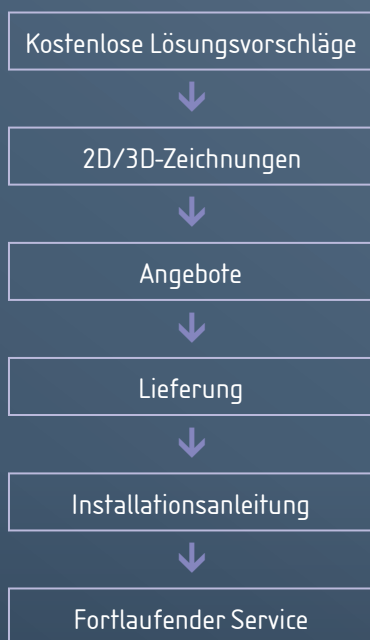 Kostenlose Lösungsvorschläge
2D/3D-Zeichnungen
Angebote
Lieferung
Installationsanleitung
Fortlaufender Service